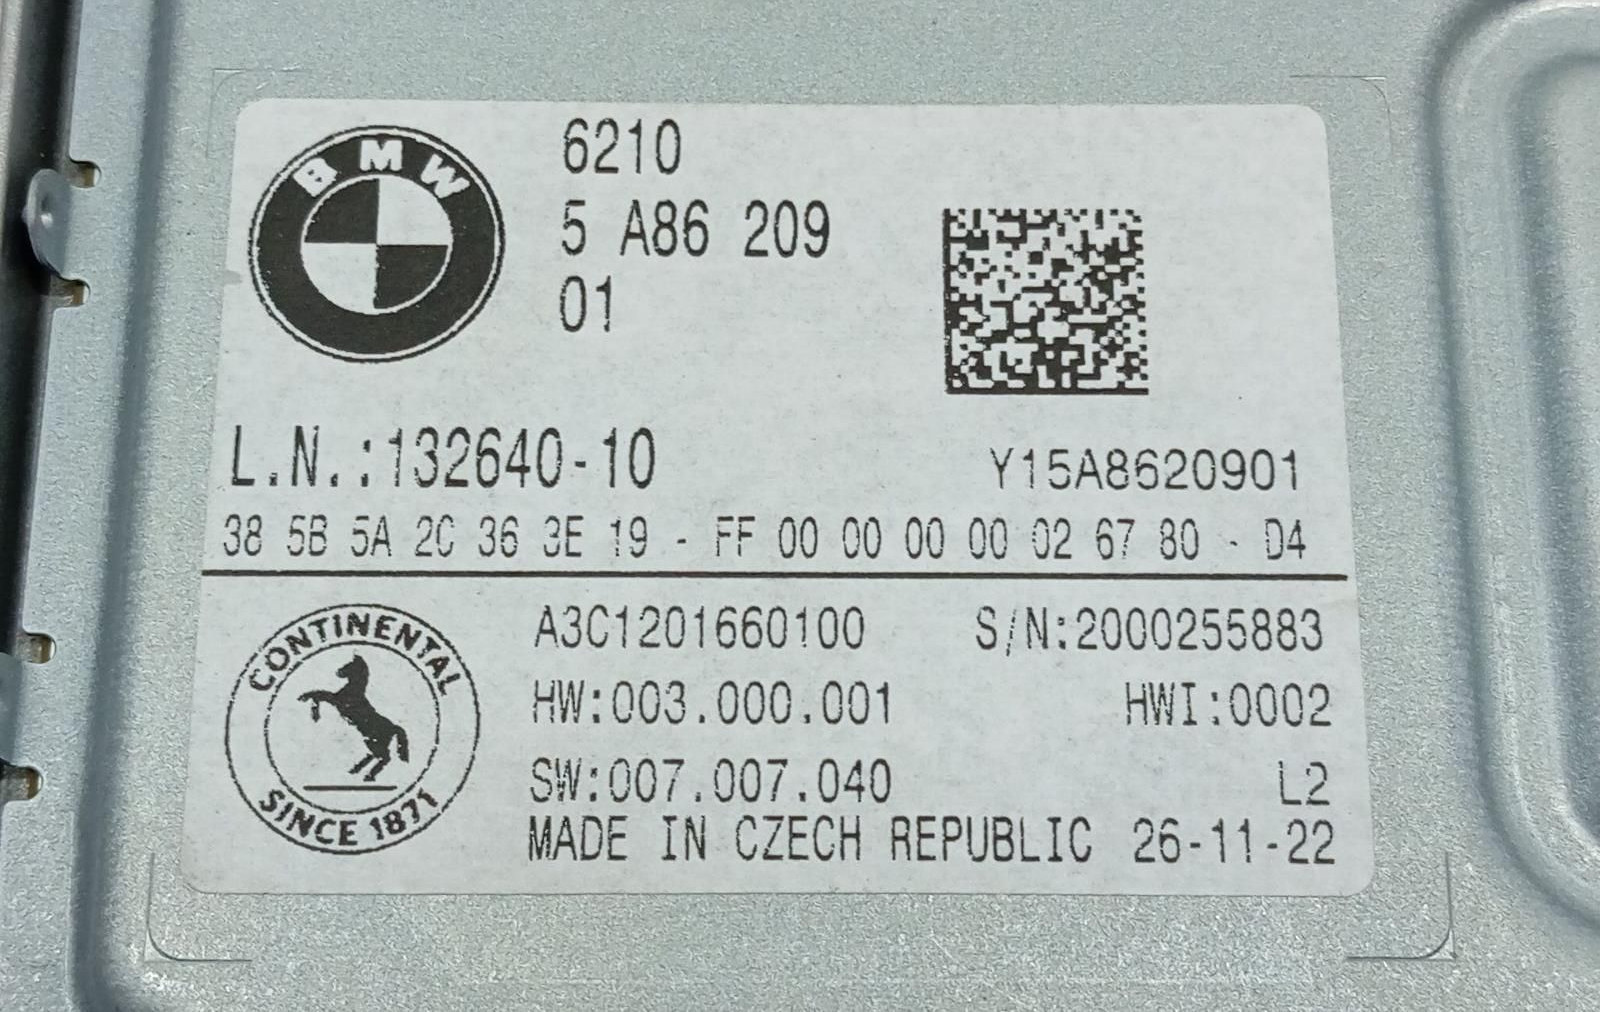 BMW
6210
5 A86 209
01
L.N.:132640-10
Y15A8620901
38 5B 5A 2C 36 3E 19 - FF 00 00 00 00 02 67 80 - D4
CONTINENTAL
SINCE 1871
A3C1201660100 S/N:2000255883
HW:003.000.001 HWI:0002
SW:007.007.040 L2
MADE IN CZECH REPUBLIC 26-11-22